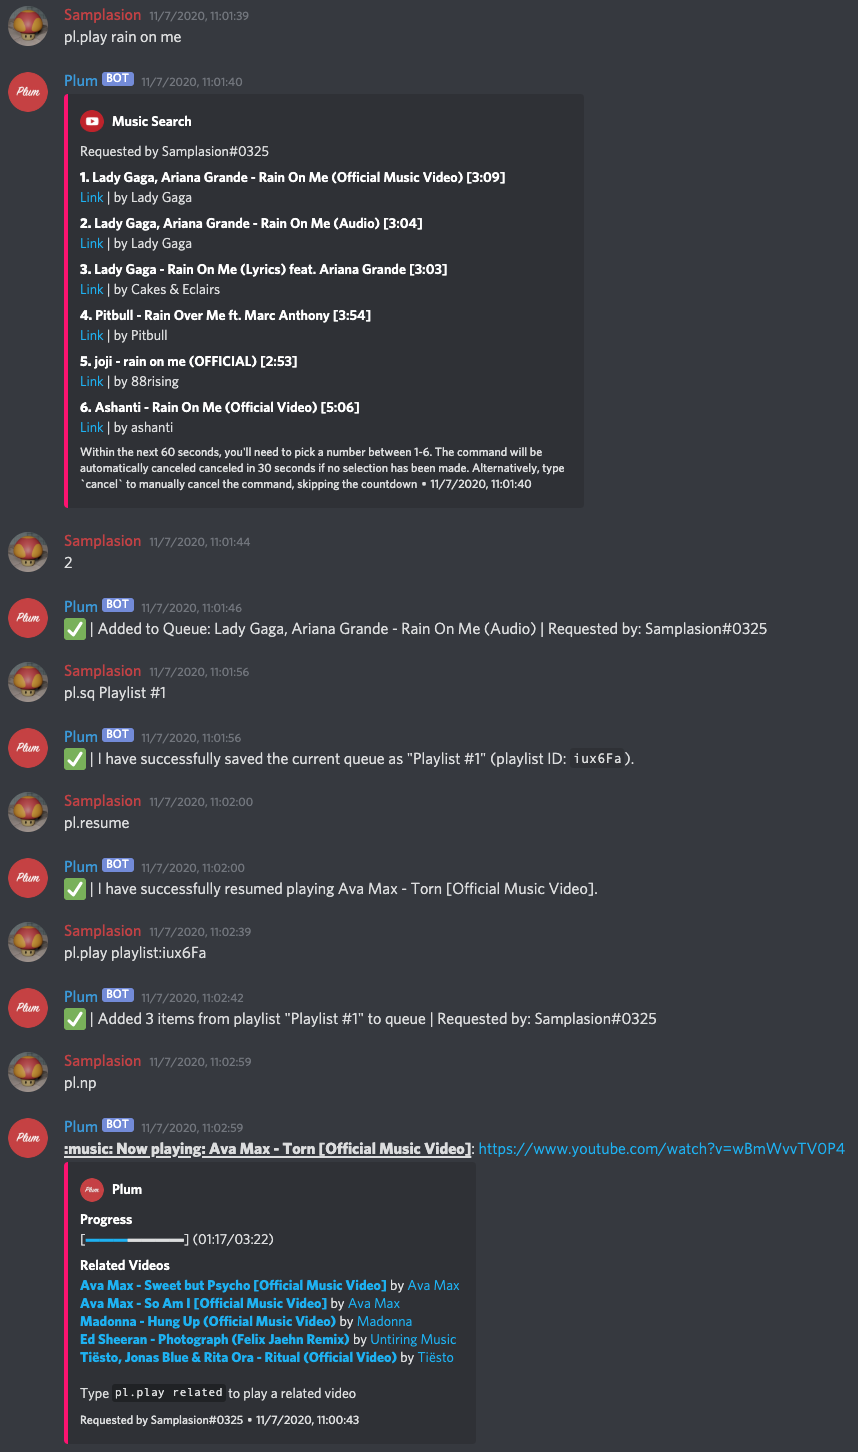 Samplasion 11/7/2020, 11:01:39
pl.play rain on me
Plum
Plum BOT 11/7/2020, 11:01:40
Music Search
Requested by Samplasion#0325
1. Lady Gaga, Ariana Grande - Rain On Me (Official Music Video) [3:09]
Link | by Lady Gaga
2. Lady Gaga, Ariana Grande - Rain On Me (Audio) [3:04]
Link | by Lady Gaga
3. Lady Gaga - Rain On Me (Lyrics) feat. Ariana Grande [3:03]
Link | by Cakes & Eclairs
4. Pitbull - Rain Over Me ft. Marc Anthony [3:54]
Link | by Pitbull
5. joji - rain on me (OFFICIAL) [2:53]
Link | by 88rising
6. Ashanti - Rain On Me (Official Video) [5:06]
Link | by ashanti
Within the next 60 seconds, you'll need to pick a number between 1-6. The command will be
automatically canceled canceled in 30 seconds if no selection has been made. Alternatively, type
`cancel` to manually cancel the command, skipping the countdown • 11/7/2020, 11:01:40
Samplasion 11/7/2020, 11:01:44
2
Plum
Plum BOT 11/7/2020, 11:01:46
✅ | Added to Queue: Lady Gaga, Ariana Grande - Rain On Me (Audio) | Requested by: Samplasion#0325
Samplasion 11/7/2020, 11:01:56
pl.sq Playlist #1
Plum
Plum BOT 11/7/2020, 11:01:56
✅ | I have successfully saved the current queue as "Playlist #1" (playlist ID: iux6Fa).
Samplasion 11/7/2020, 11:02:00
pl.resume
Plum
Plum BOT 11/7/2020, 11:02:00
✅ | I have successfully resumed playing Ava Max - Torn [Official Music Video].
Samplasion 11/7/2020, 11:02:39
pl.play playlist:iux6Fa
Plum
Plum BOT 11/7/2020, 11:02:42
✅ | Added 3 items from playlist "Playlist #1" to queue | Requested by: Samplasion#0325
Samplasion 11/7/2020, 11:02:59
pl.np
Plum
Plum BOT 11/7/2020, 11:02:59
:music: Now playing: Ava Max - Torn [Official Music Video]: https://www.youtube.com/watch?v=wBmWvvTV0P4
Plum
Plum
Progress
[] (01:17/03:22)
Related Videos
Ava Max - Sweet but Psycho [Official Music Video] by Ava Max
Ava Max - So Am I [Official Music Video] by Ava Max
Madonna - Hung Up (Official Music Video) by Madonna
Ed Sheeran - Photograph (Felix Jaehn Remix) by Untiring Music
Tiësto, Jonas Blue & Rita Ora - Ritual (Official Video) by Tiësto
Type pl.play related to play a related video
Requested by Samplasion#0325 • 11/7/2020, 11:00:43